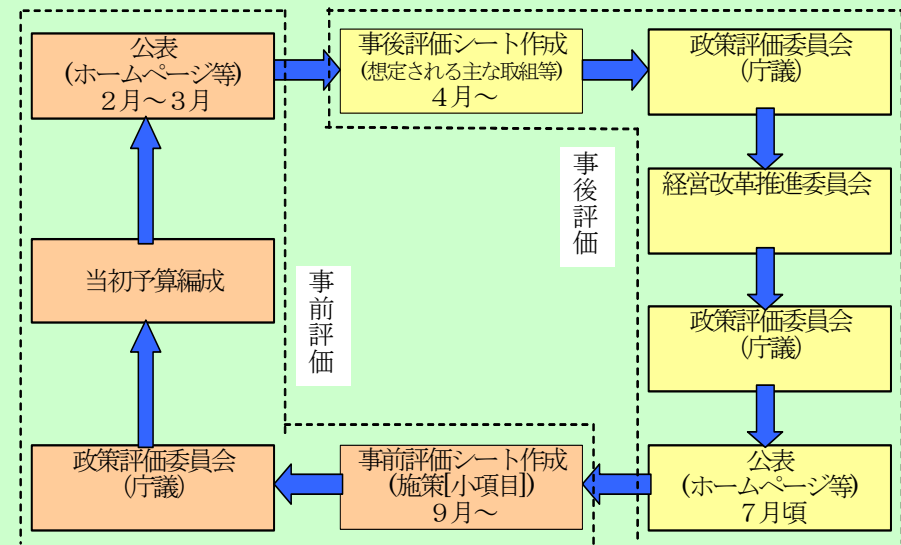 公表
(ホームページ等)
２月～３月
事後評価シート作成
(想定される主な取組等)
４月～
政策評価委員会
(庁議)
事後評価
経営改革推進委員会
当初予算編成
事前評価
政策評価委員会
(庁議)
政策評価委員会
(庁議)
事前評価シート作成
(施策[小項目])
９月～
公表
(ホームページ等)
７月頃